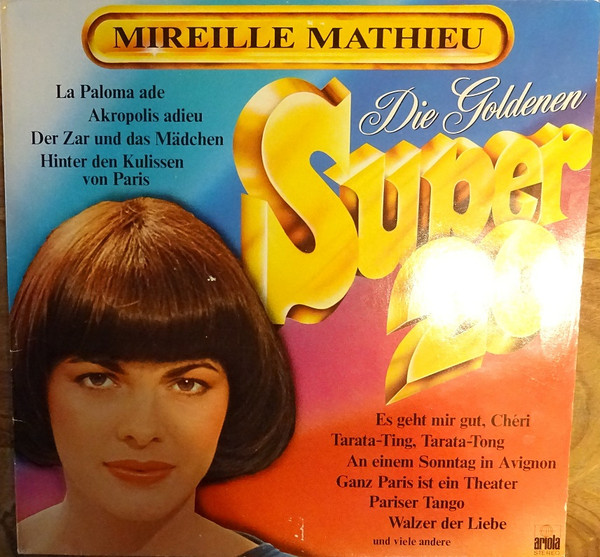 MIREILLE MATHIEU
La Paloma ade
Akropolis adieu
Der Zar und das Mädchen
Hinter den Kulissen
von Paris
Die Goldenen
Super
20
Es geht mir gut, Chéri
Tarata-Ting, Tarata-Tong
An einem Sonntag in Avignon
Ganz Paris ist ein Theater
Pariser Tango
Walzer der Liebe
und viele andere
ariola
STEREO